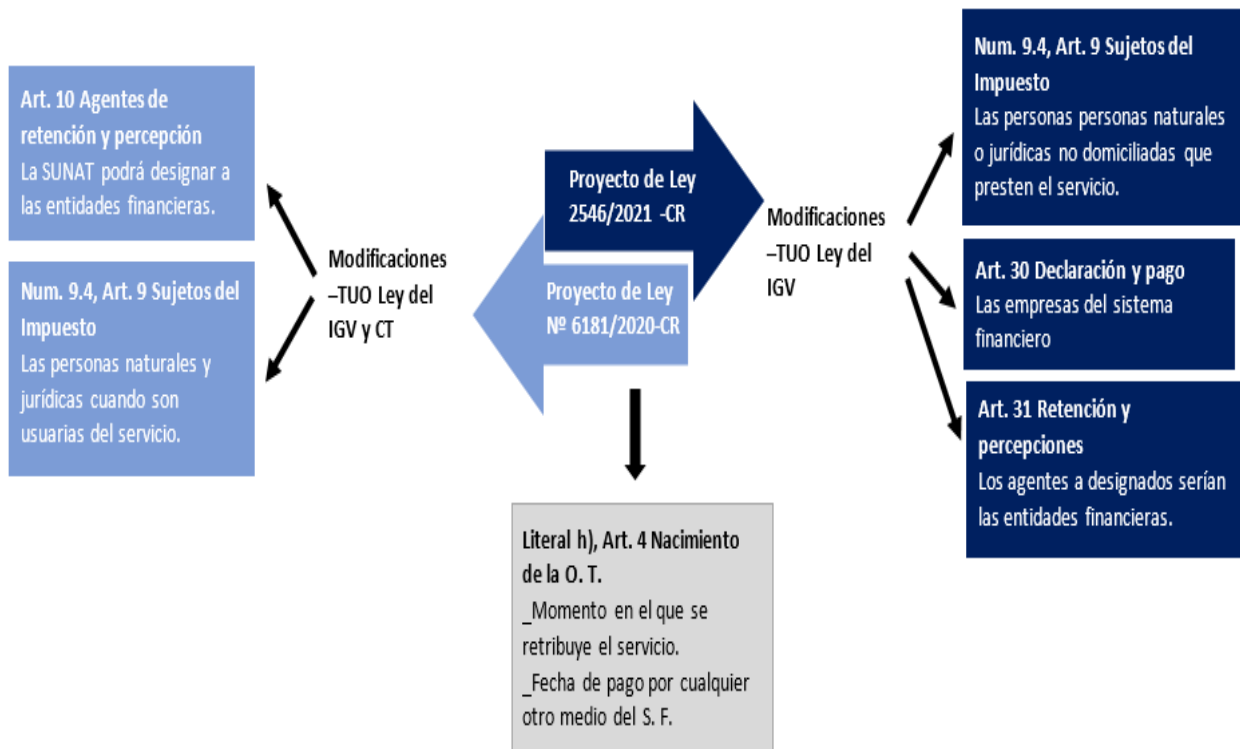 Art. 10 Agentes de
retención y percepción
La SUNAT podrá designar a
las entidades financieras.
Num. 9.4, Art. 9 Sujetos del
Impuesto
Las personas naturales y
jurídicas cuando son
usuarias del servicio.
Modificaciones
–TUO Ley del
IGV y CT
Proyecto de Ley
2546/2021 -CR
Proyecto de Ley
Nº 6181/2020-CR
Modificaciones
–TUO Ley del
IGV
Num. 9.4, Art. 9 Sujetos del
Impuesto
Las personas personas naturales
o jurídicas no domiciliadas que
presten el servicio.
Art. 30 Declaración y pago
Las empresas del sistema
financiero
Art. 31 Retención y
percepciones
Los agentes a designados serían
las entidades financieras.
Literal h), Art. 4 Nacimiento
de la O. T.
_Momento en el que se
retribuye el servicio.
_Fecha de pago por cualquier
otro medio del S. F.